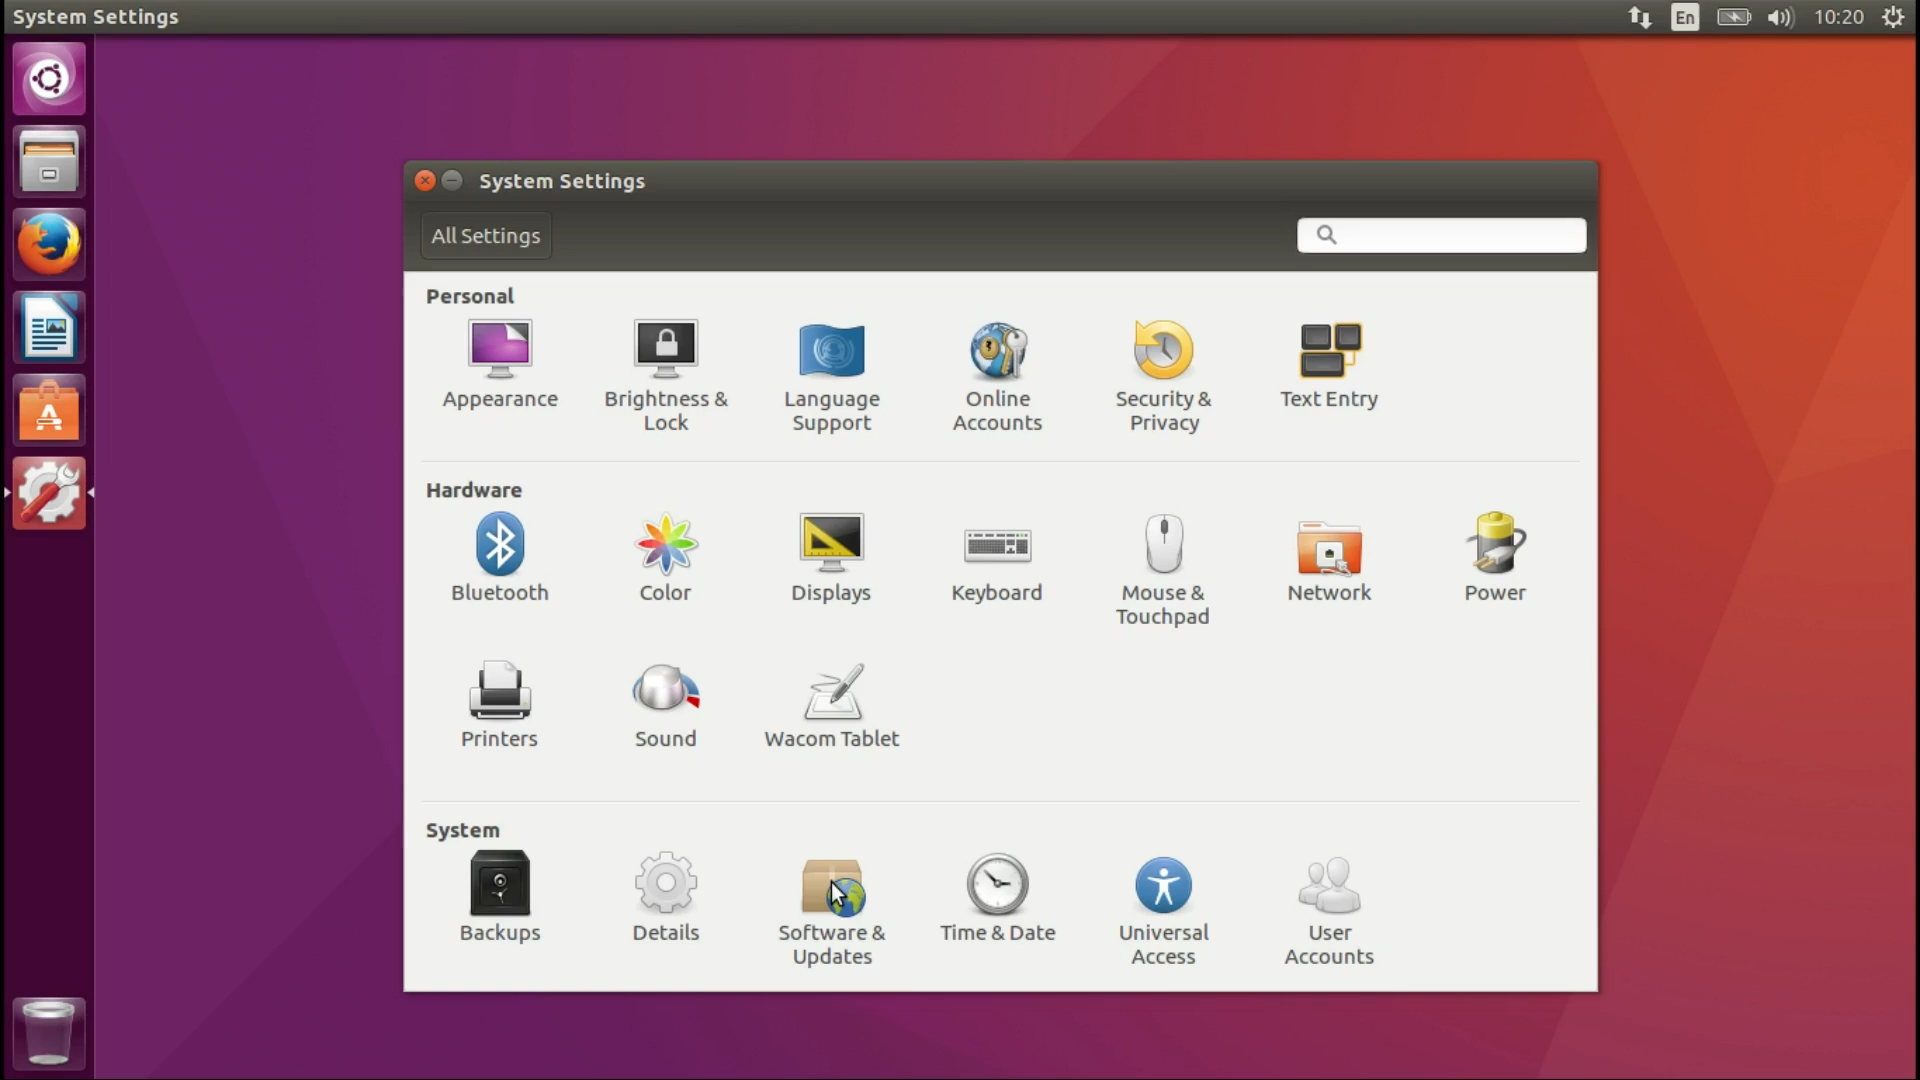 System Settings
En
10:20
System Settings
All Settings
Personal
Appearance
Brightness &
Lock
Language
Support
Online
Accounts
Security &
Privacy
Text Entry
Hardware
Bluetooth
Color
Displays
Keyboard
Mouse &
Touchpad
Network
Power
Printers
Sound
Wacom Tablet
System
Backups
Details
Software &
Updates
Time & Date
Universal
Access
User
Accounts